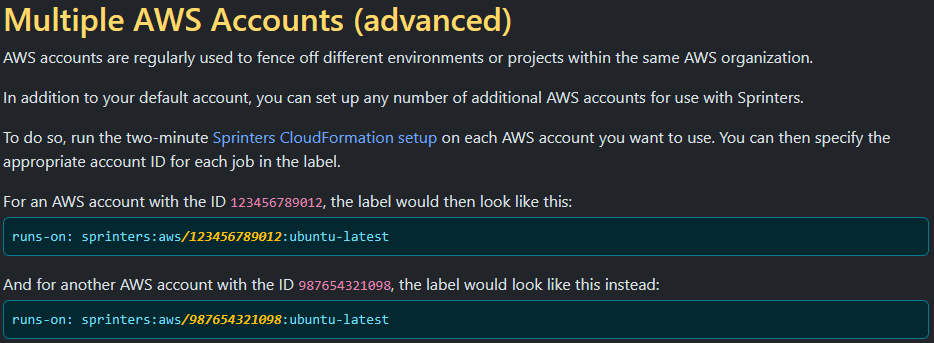 Multiple AWS Accounts (advanced)
AWS accounts are regularly used to fence off different environments or projects within the same AWS organization.
In addition to your default account, you can set up any number of additional AWS accounts for use with Sprinters.
To do so, run the two-minute Sprinters CloudFormation setup on each AWS account you want to use. You can then specify the
appropriate account ID for each job in the label.
For an AWS account with the ID 123456789012, the label would then look like this:
runs-on: sprinters:aws/123456789012:ubuntu-latest
And for another AWS account with the ID 987654321098, the label would look like this instead:
runs-on: sprinters:aws/987654321098:ubuntu-latest